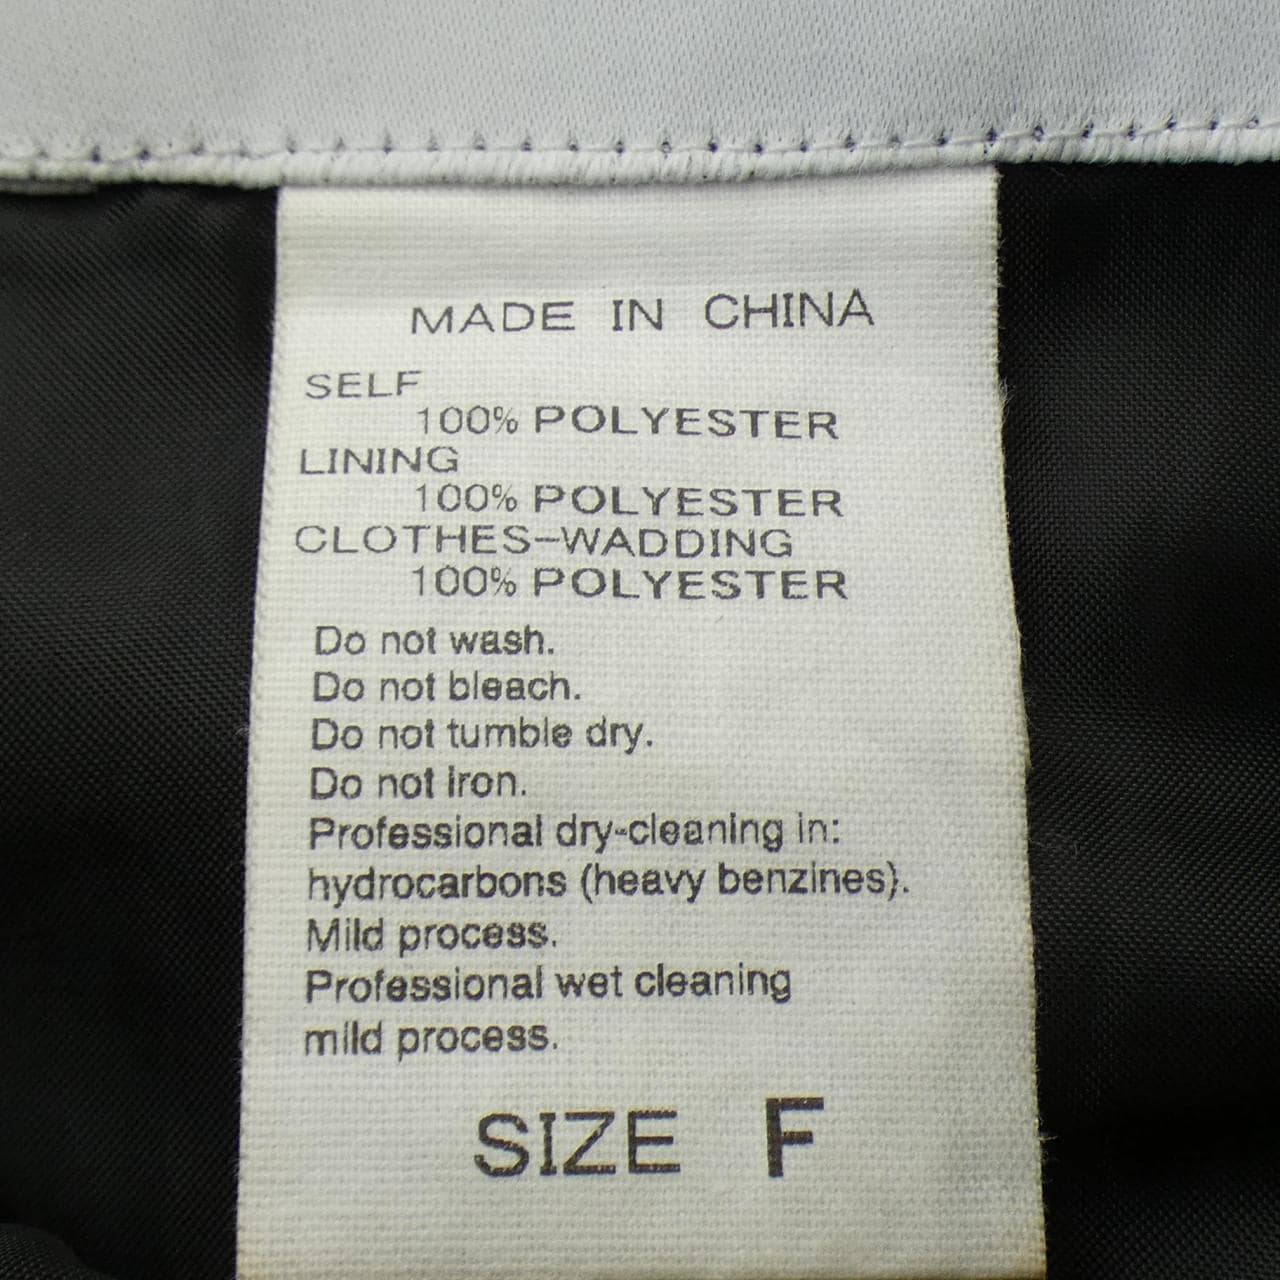 MADE IN CHINA
SELF
100% POLYESTER
LINING
100% POLYESTER
CLOTHES-WADDING
100% POLYESTER
Do not wash.
Do not bleach.
Do not tumble dry.
Do not iron.
Professional dry-cleaning in:
hydrocarbons (heavy benzines).
Mild process.
Professional wet cleaning
mild process.
SIZE F